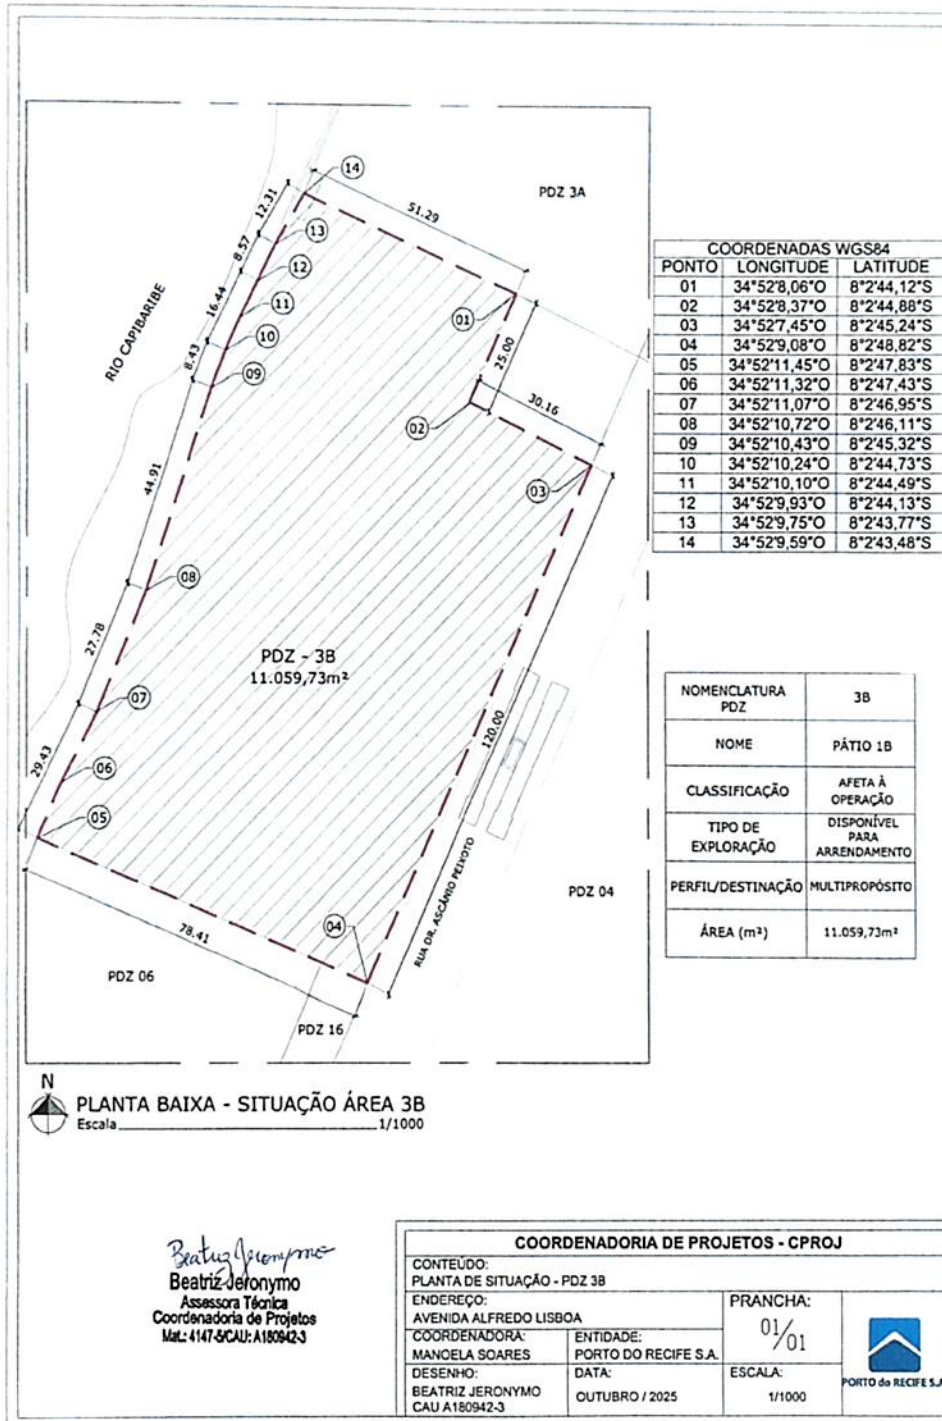 PDZ 3A
14
51.29
12.31
13
8.57
12
16.44
11
01
RIO CAPIBARIBE
10
25.00
8.43
09
30.16
02
03
44.91
08
27.78
PDZ - 3B
11.059,73m²
07
120.00
29.43
06
05
RUA DR. ASCÂNIO PEIXOTO
PDZ 04
04
78.41
PDZ 06
PDZ 16
COORDENADAS WGS84
PONTO LONGITUDE LATITUDE
01 34°52'8,06"O 8°2'44,12"S
02 34°52'8,37"O 8°2'44,88"S
03 34°52'7,45"O 8°2'45,24"S
04 34°52'9,08"O 8°2'48,82"S
05 34°52'11,45"O 8°2'47,83"S
06 34°52'11,32"O 8°2'47,43"S
07 34°52'11,07"O 8°2'46,95"S
08 34°52'10,72"O 8°2'46,11"S
09 34°52'10,43"O 8°2'45,32"S
10 34°52'10,24"O 8°2'44,73"S
11 34°52'10,10"O 8°2'44,49"S
12 34°52'9,93"O 8°2'44,13"S
13 34°52'9,75"O 8°2'43,77"S
14 34°52'9,59"O 8°2'43,48"S
NOMENCLATURA PDZ 3B
NOME PÁTIO 1B
CLASSIFICAÇÃO AFETA À OPERAÇÃO
TIPO DE EXPLORAÇÃO DISPONÍVEL PARA ARRENDAMENTO
PERFIL/DESTINAÇÃO MULTIPROPÓSITO
ÁREA (m²) 11.059,73m²
N
PLANTA BAIXA - SITUAÇÃO ÁREA 3B
Escala 1/1000
Beatriz Jeronymo
Beatriz Jeronymo
Assessora Técnica
Coordenadoria de Projetos
Mat.: 4147-5/CAU: A180942-3
COORDENADORIA DE PROJETOS - CPROJ
CONTEÚDO:
PLANTA DE SITUAÇÃO - PDZ 3B
ENDEREÇO:
AVENIDA ALFREDO LISBOA
PRANCHA:
01/01
COORDENADORA:
MANOELA SOARES
ENTIDADE:
PORTO DO RECIFE S.A.
DESENHO:
BEATRIZ JERONYMO
CAU A180942-3
DATA:
OUTUBRO / 2025
ESCALA:
1/1000
PORTO do RECIFE S.A